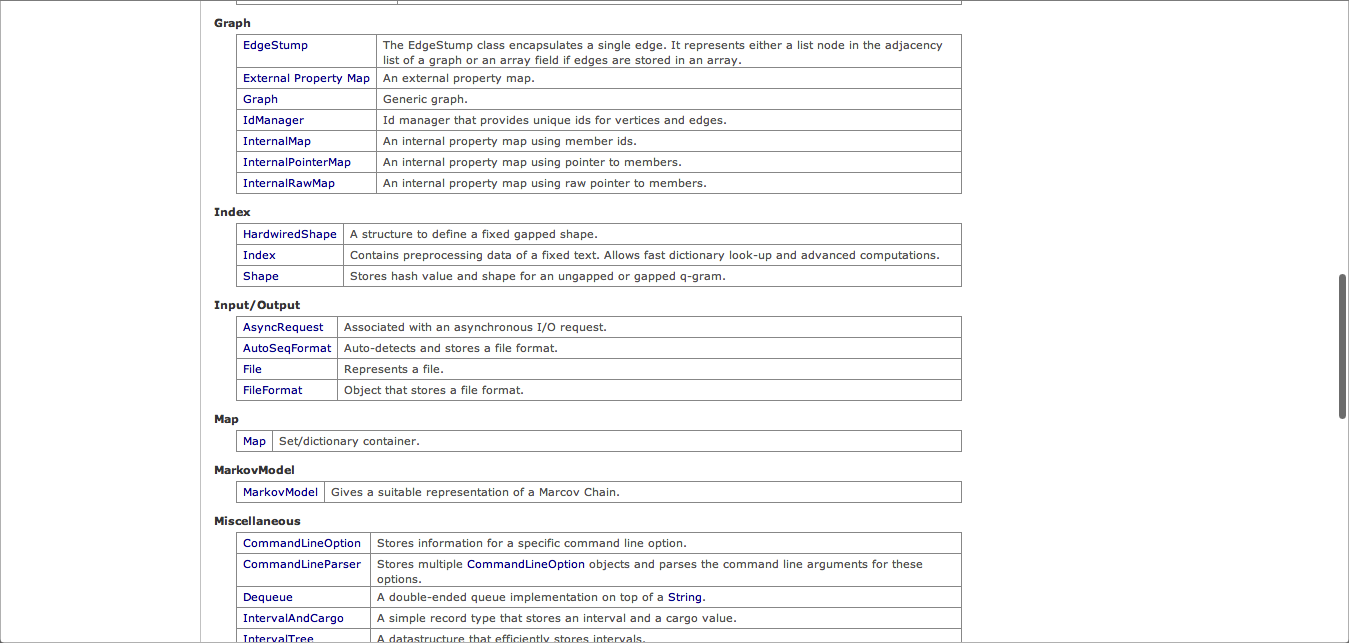 Graph
EdgeStump The EdgeStump class encapsulates a single edge. It represents either a list node in the adjacency
list of a graph or an array field if edges are stored in an array.
External Property Map An external property map.
Graph Generic graph.
IdManager Id manager that provides unique ids for vertices and edges.
InternalMap An internal property map using member ids.
InternalPointerMap An internal property map using pointer to members.
InternalRawMap An internal property map using raw pointer to members.
Index
HardwiredShape A structure to define a fixed gapped shape.
Index Contains preprocessing data of a fixed text. Allows fast dictionary look-up and advanced computations.
Shape Stores hash value and shape for an ungapped or gapped q-gram.
Input/Output
AsyncRequest Associated with an asynchronous I/O request.
AutoSeqFormat Auto-detects and stores a file format.
File Represents a file.
FileFormat Object that stores a file format.
Map
Map Set/dictionary container.
MarkovModel
MarkovModel Gives a suitable representation of a Marcov Chain.
Miscellaneous
CommandLineOption Stores information for a specific command line option.
CommandLineParser Stores multiple CommandLineOption objects and parses the command line arguments for these
options.
Dequeue A double-ended queue implementation on top of a String.
IntervalAndCargo A simple record type that stores an interval and a cargo value.
IntervalTree A datastructure that efficiently stores intervals.